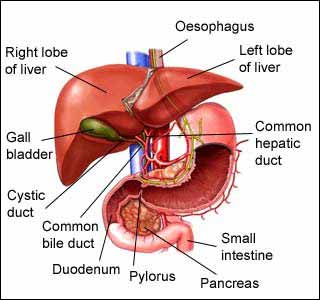 Oesophagus
Right lobe
of liver
Left lobe
of liver
Gall
bladder
Common
hepatic
duct
Cystic
duct
Common
bile duct
Small
intestine
Duodenum
Pylorus
Pancreas